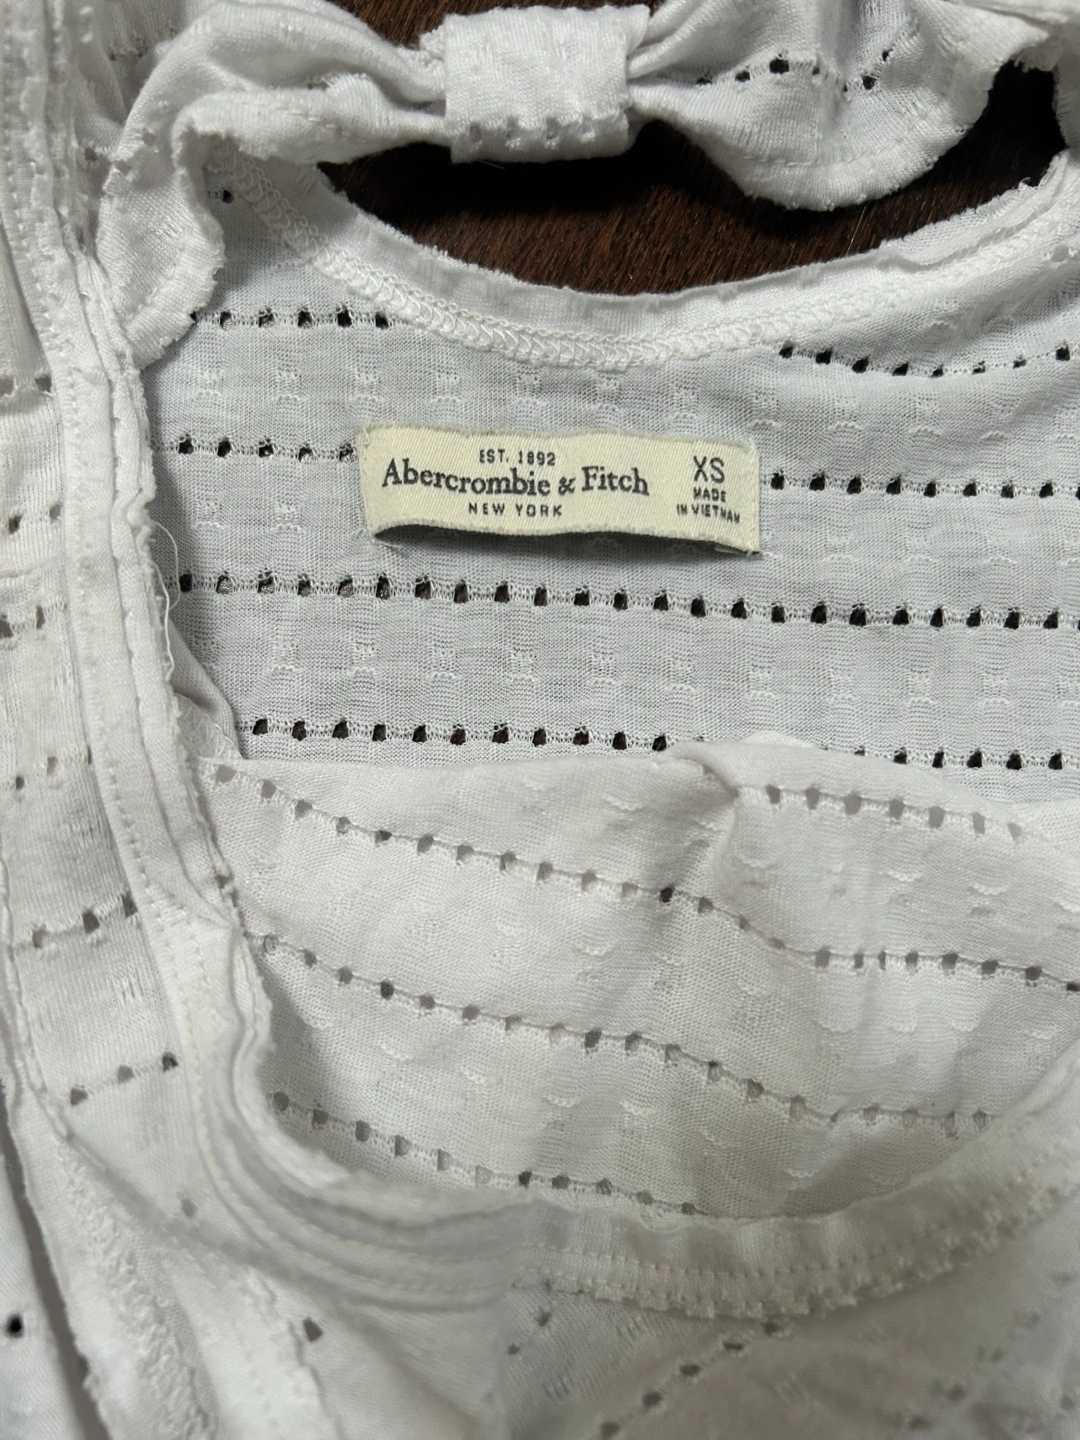 EST. 1892
Abercrombie & Fitch
NEW YORK
XS
MADE
IN VIETNAM